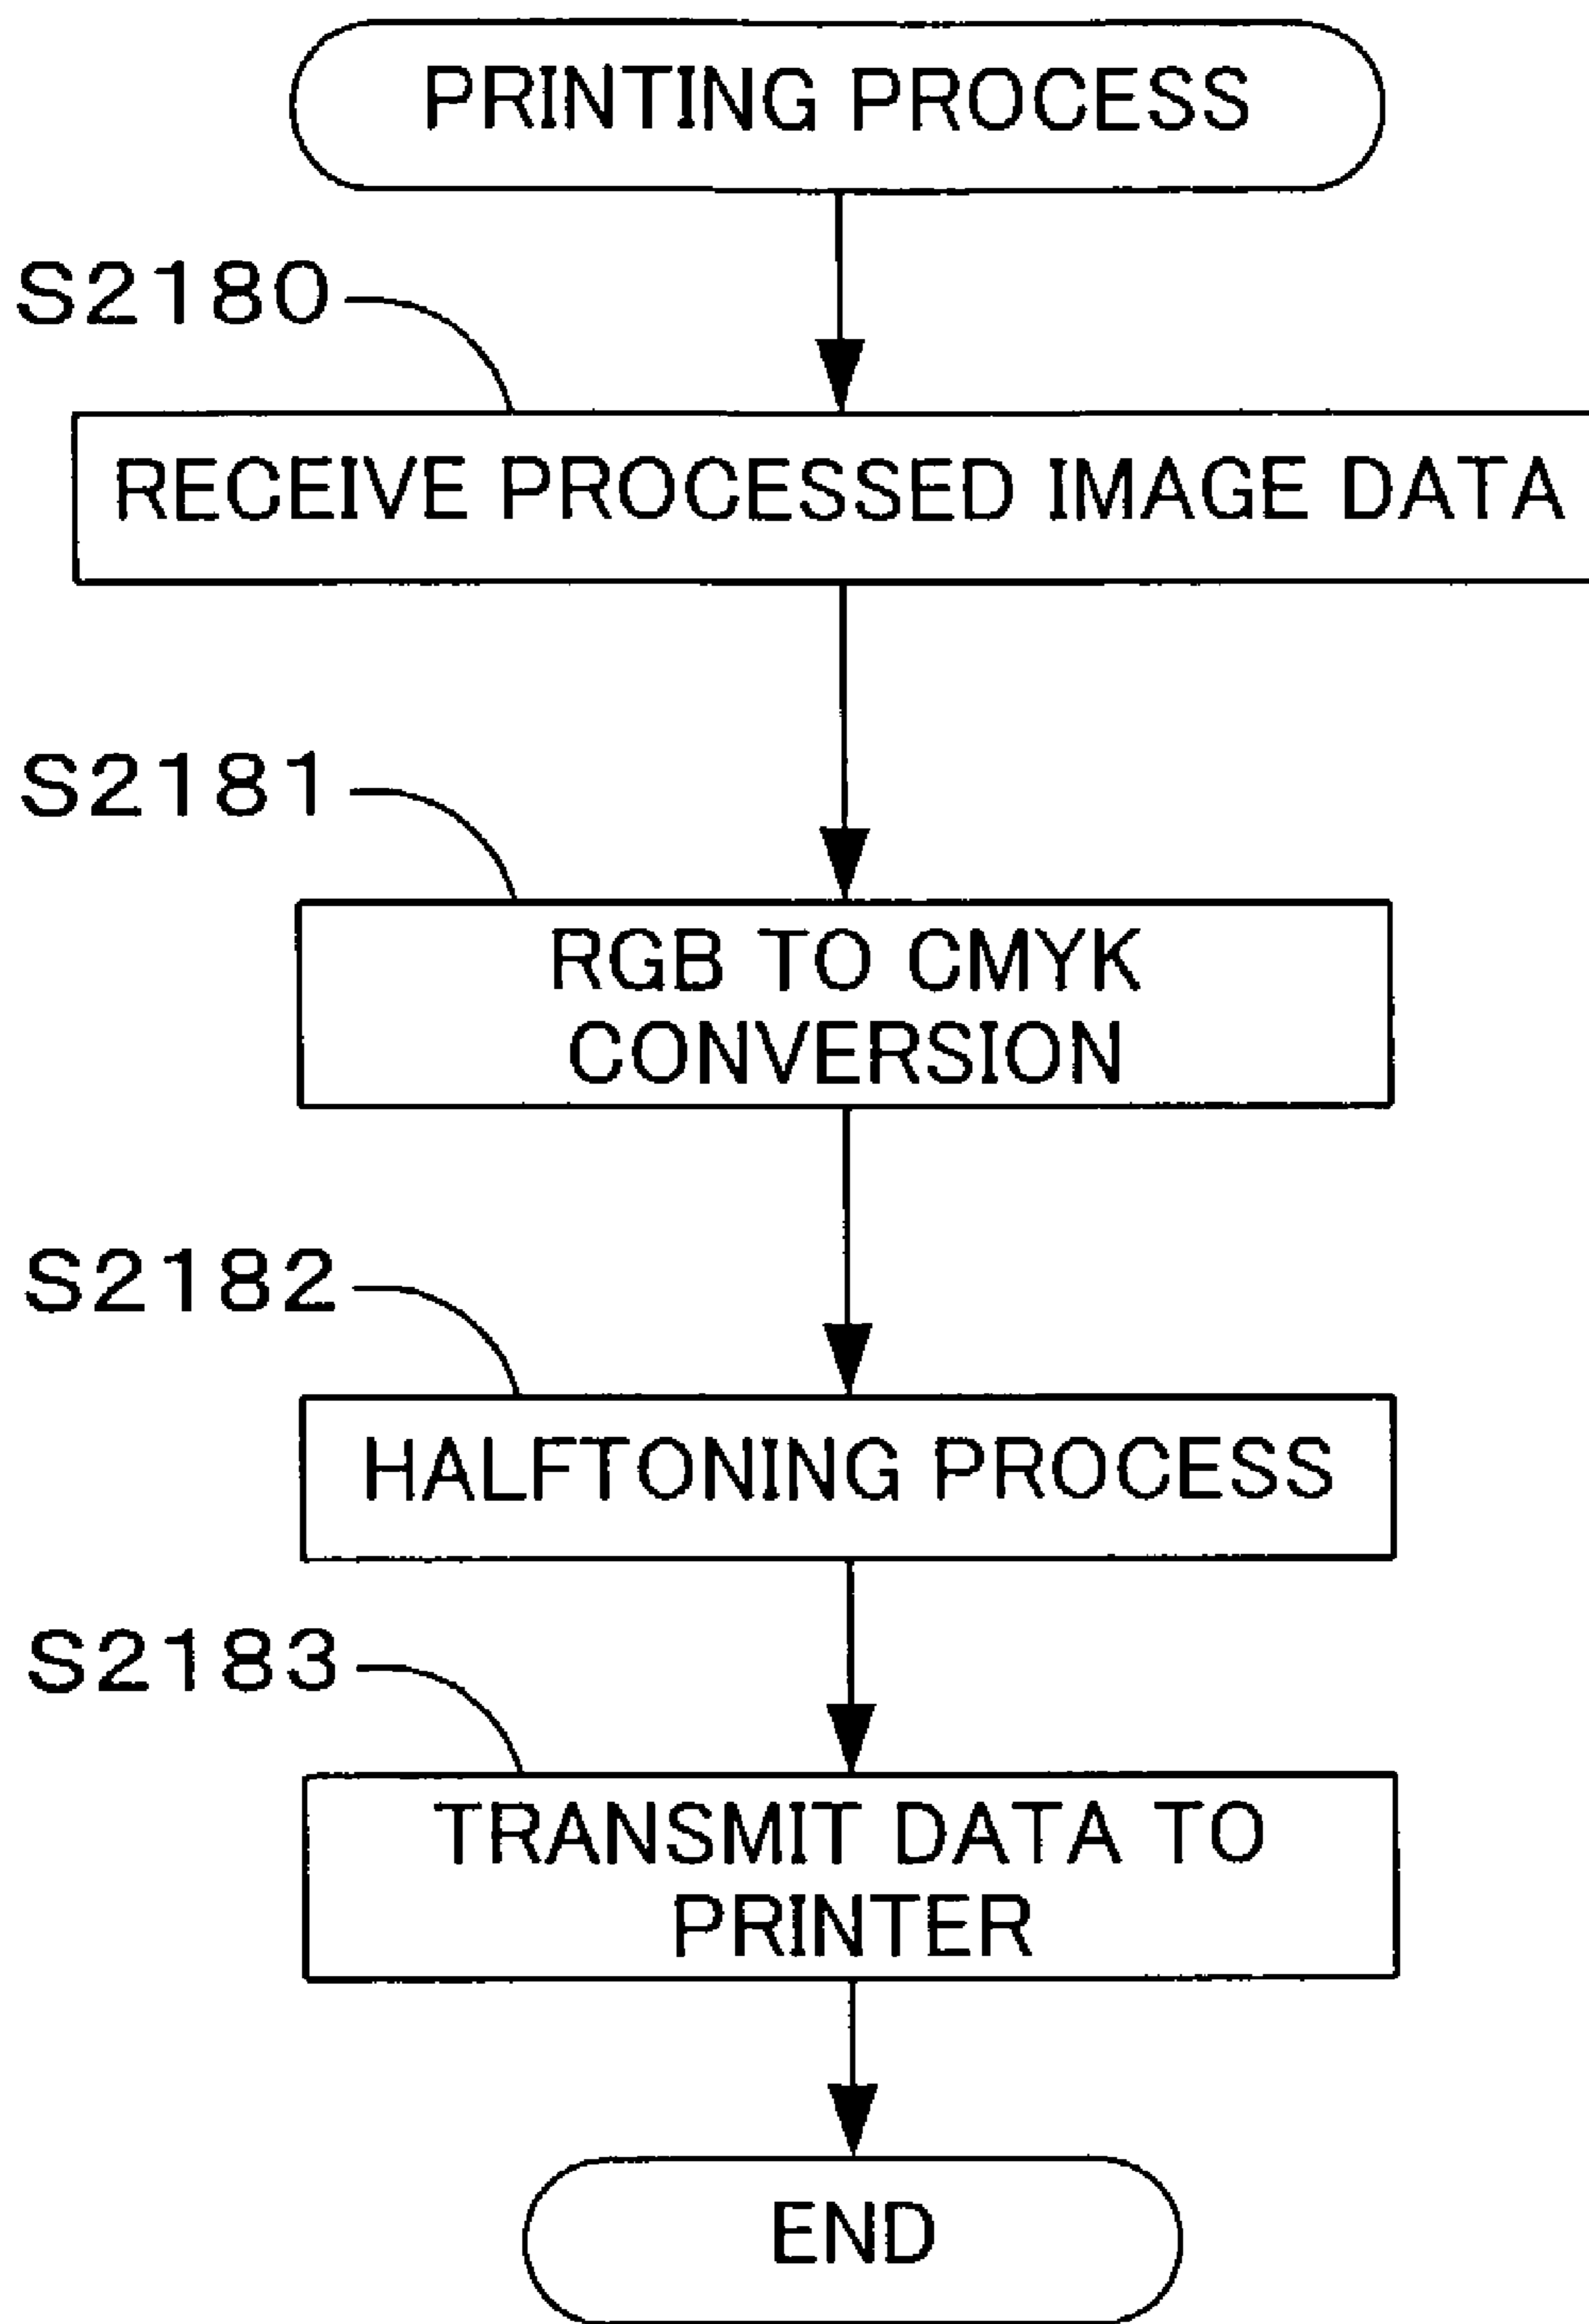 PRINTING PROCESS
S2180
RECEIVE PROCESSED IMAGE DATA
S2181
RGB TO CMYK
CONVERSION
S2182
HALFTONING PROCESS
S2183
TRANSMIT DATA TO
PRINTER
END